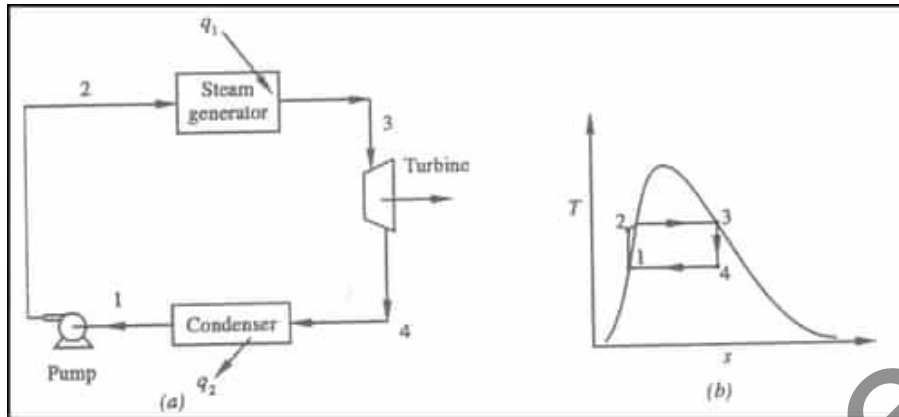 q₁
2
Steam
generator
3
Turbine
T
2
3
1
4
1
Condenser
4
Pump
q₂
s
(a)
(b)